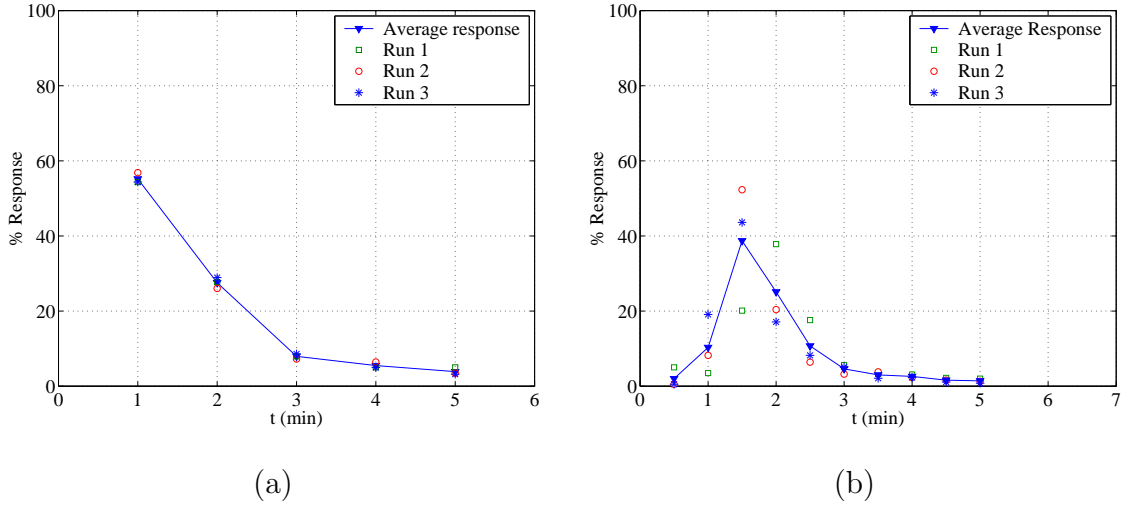 100
80
60
40
20
0
% Response
0 1 2 3 4 5 6
t (min)
Average response
Run 1
Run 2
Run 3
(a)
100
80
60
40
20
0
% Response
0 1 2 3 4 5 6 7
t (min)
Average Response
Run 1
Run 2
Run 3
(b)